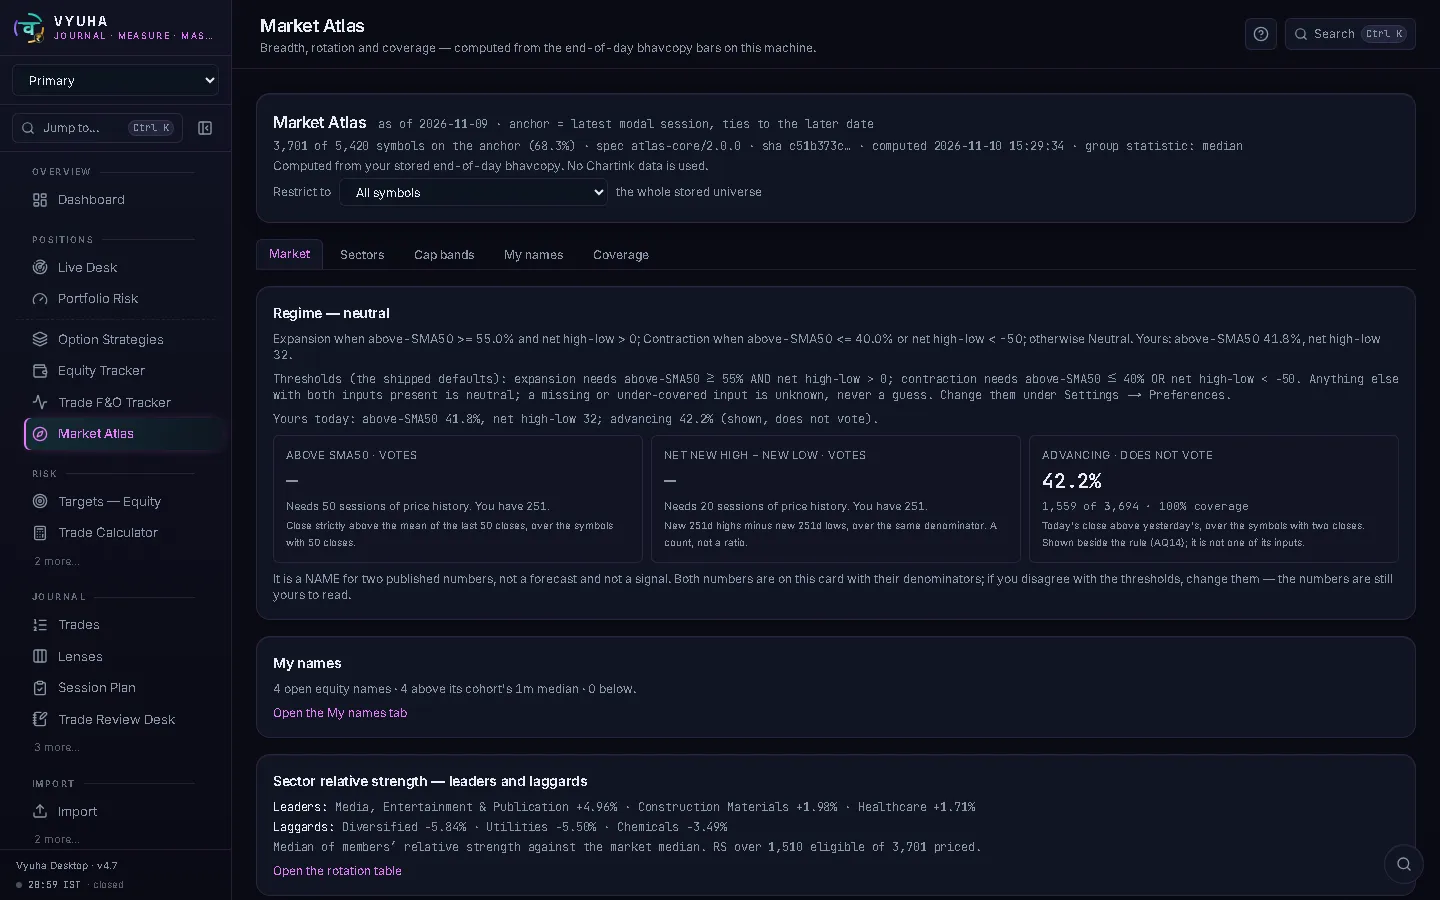 VYUHA
JOURNAL · MEASURE · MAS…
Primary
Jump to... Ctrl K
OVERVIEW
Dashboard
POSITIONS
Live Desk
Portfolio Risk
Option Strategies
Equity Tracker
Trade F&O Tracker
Market Atlas
RISK
Targets — Equity
Trade Calculator
2 more...
JOURNAL
Trades
Lenses
Session Plan
Trade Review Desk
3 more...
IMPORT
Import
2 more...
Vyuha Desktop · v4.7
20:59 IST · closed
Market Atlas
Breadth, rotation and coverage — computed from the end-of-day bhavcopy bars on this machine.
Search Ctrl K
Market Atlas as of 2026-11-09 · anchor = latest modal session, ties to the later date
3,701 of 5,420 symbols on the anchor (68.3%) · spec atlas-core/2.0.0 · sha c51b373c… · computed 2026-11-10 15:29:34 · group statistic: median
Computed from your stored end-of-day bhavcopy. No Chartink data is used.
Restrict to All symbols the whole stored universe
Market Sectors Cap bands My names Coverage
Regime — neutral
Expansion when above-SMA50 >= 55.0% and net high-low > 0; Contraction when above-SMA50 <= 40.0% or net high-low < -50; otherwise Neutral. Yours: above-SMA50 41.8%, net high-low
32.
Thresholds (the shipped defaults): expansion needs above-SMA50 ≥ 55% AND net high-low > 0; contraction needs above-SMA50 ≤ 40% OR net high-low < -50. Anything else
with both inputs present is neutral; a missing or under-covered input is unknown, never a guess. Change them under Settings → Preferences.
Yours today: above-SMA50 41.8%, net high-low 32; advancing 42.2% (shown, does not vote).
ABOVE SMA50 · VOTES
—
Needs 50 sessions of price history. You have 251.
Close strictly above the mean of the last 50 closes, over the symbols
with 50 closes.
NET NEW HIGH − NEW LOW · VOTES
—
Needs 20 sessions of price history. You have 251.
New 251d highs minus new 251d lows, over the same denominator. A
count, not a ratio.
ADVANCING · DOES NOT VOTE
42.2%
1,559 of 3,694 · 100% coverage
Today's close above yesterday's, over the symbols with two closes.
Shown beside the rule (AQ14); it is not one of its inputs.
It is a NAME for two published numbers, not a forecast and not a signal. Both numbers are on this card with their denominators; if you disagree with the thresholds, change them — the numbers are still
yours to read.
My names
4 open equity names · 4 above its cohort's 1m median · 0 below.
Open the My names tab
Sector relative strength — leaders and laggards
Leaders: Media, Entertainment & Publication +4.96% · Construction Materials +1.98% · Healthcare +1.71%
Laggards: Diversified -5.84% · Utilities -5.50% · Chemicals -3.49%
Median of members’ relative strength against the market median. RS over 1,510 eligible of 3,701 priced.
Open the rotation table